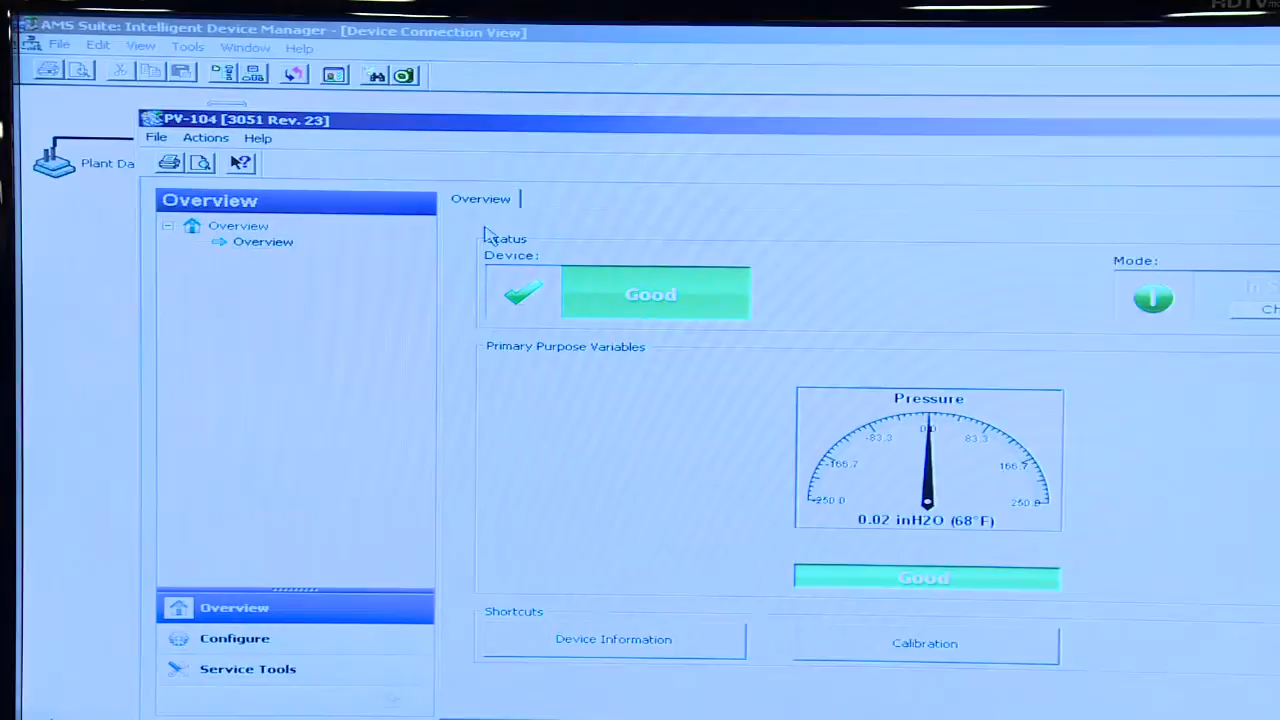 HDTV
AMS Suite: Intelligent Device Manager - [Device Connection View]
File Edit View Tools Window Help
PV-104 [3051 Rev. 23]
File Actions Help
Plant Da
Overview
Overview
Overview
Overview
Status
Device:
Good
Mode:
Primary Purpose Variables
Pressure
-250.0 -166.7 -83.3 0.0 83.3 166.7 250.0
0.02 inH2O (68°F)
Good
Shortcuts
Device Information
Calibration
Overview
Configure
Service Tools